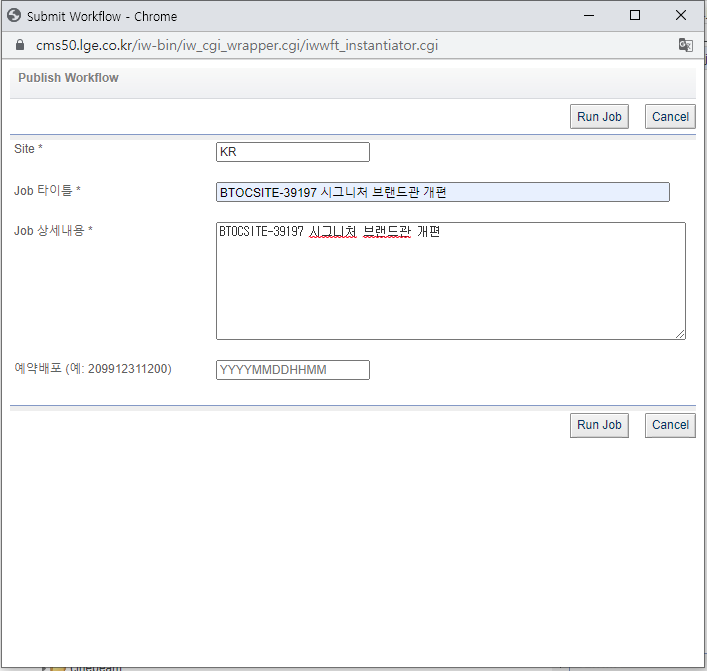 Submit Workflow - Chrome
cms50.lge.co.kr/iw-bin/iw_cgi_wrapper.cgi/iwwft_instantiator.cgi
Publish Workflow
Run Job Cancel
Site * KR
Job 타이틀 * BTOCSITE-39197 시그니처 브랜드관 개편
Job 상세내용 * BTOCSITE-39197 시그니처 브랜드관 개편
예약배포 (예: 209912311200) YYYYMMDDHHMM
Run Job Cancel